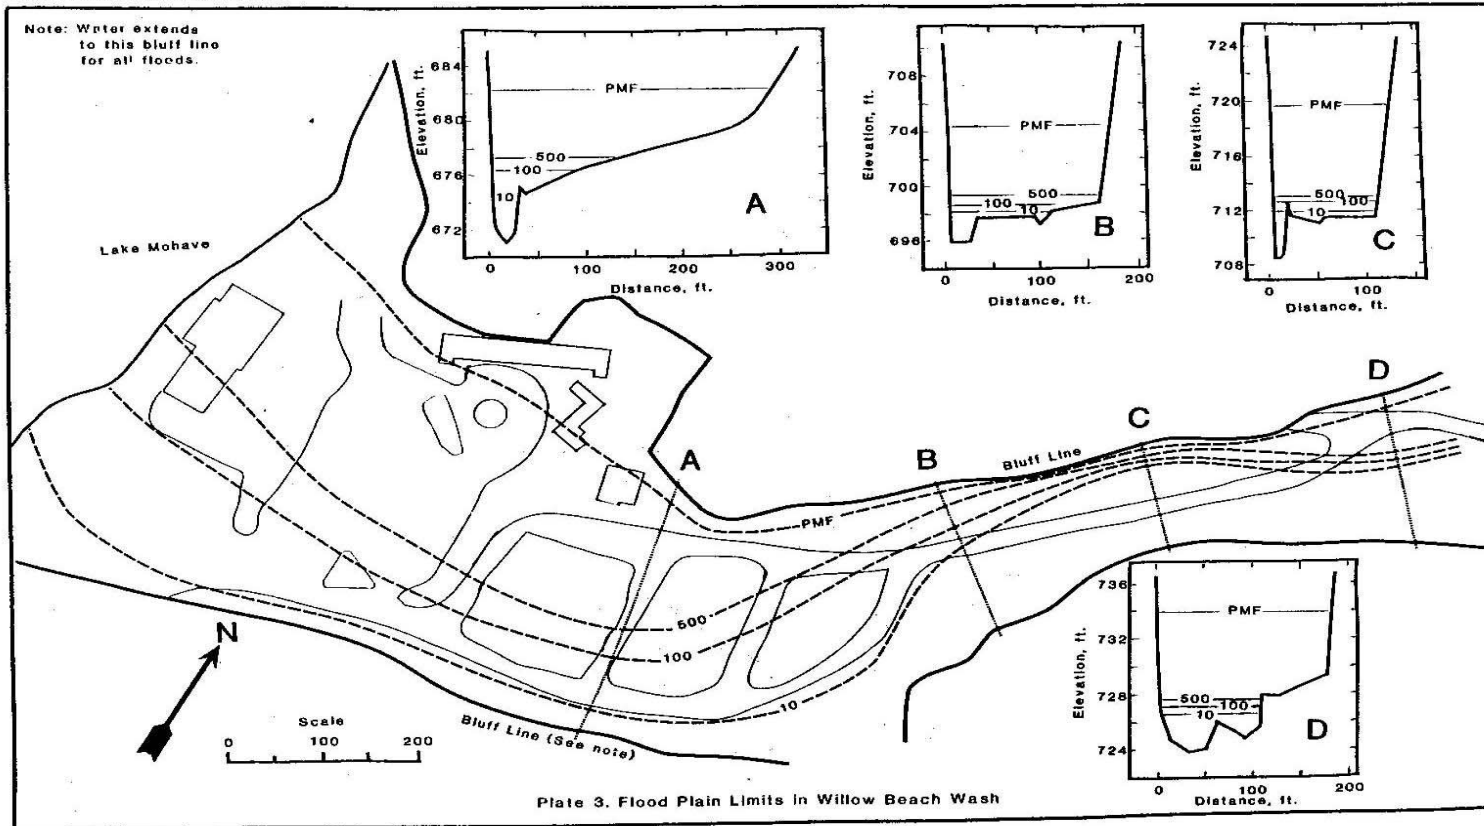 Note: Water extends
to this bluff line
for all floods.
Elevation, ft.
684
680
676
672
PMF
500
100
10
A
0
100
200
300
Distance, ft.
Elevation, ft.
708
704
700
696
PMF
500
100
10
B
0
100
200
Distance, ft.
Elevation, ft.
724
720
716
712
708
PMF
500
100
10
C
0
100
Distance, ft.
Lake Mohave
A
B
C
D
Bluff Line
PMF
500
100
10
Bluff Line (See note)
N
Scale
0
100
200
Elevation, ft.
736
732
728
724
PMF
500
100
10
D
0
100
200
Distance, ft.
Plate 3. Flood Plain Limits in Willow Beach Wash